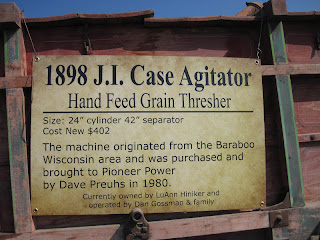 1898 J.I. Case Agitator
Hand Feed Grain Thresher
Size: 24" cylinder 42" separator
Cost New $402
The machine originated from the Baraboo
Wisconsin area and was purchased and
brought to Pioneer Power
by Dave Preuhs in 1980.
Currently owned by LuAnn Hiniker and
operated by Dan Gossman & family